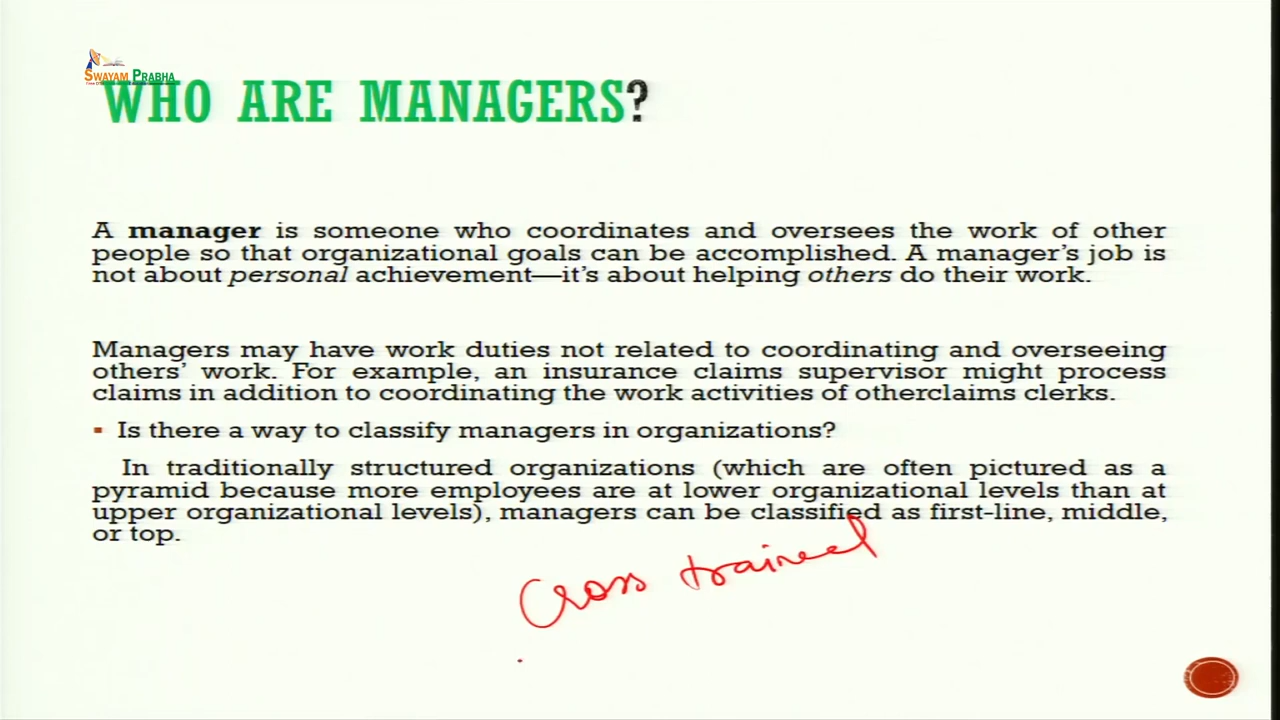 SWAYAM PRABHA
WHO ARE MANAGERS?
A manager is someone who coordinates and oversees the work of other
people so that organizational goals can be accomplished. A manager's job is
not about personal achievement—it's about helping others do their work.
Managers may have work duties not related to coordinating and overseeing
others' work. For example, an insurance claims supervisor might process
claims in addition to coordinating the work activities of otherclaims clerks.
▪ Is there a way to classify managers in organizations?
In traditionally structured organizations (which are often pictured as a
pyramid because more employees are at lower organizational levels than at
upper organizational levels), managers can be classified as first-line, middle,
or top.
Cross trained